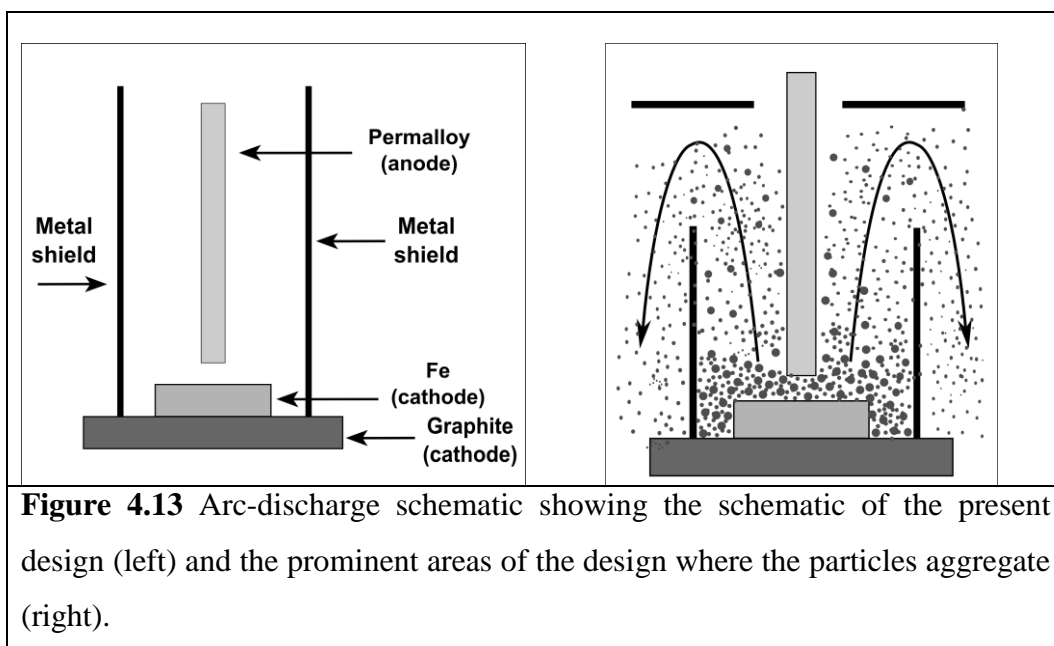 Permalloy
(anode)
Metal
shield
Metal
shield
Fe
(cathode)
Graphite
(cathode)
Figure 4.13 Arc-discharge schematic showing the schematic of the present
design (left) and the prominent areas of the design where the particles aggregate
(right).